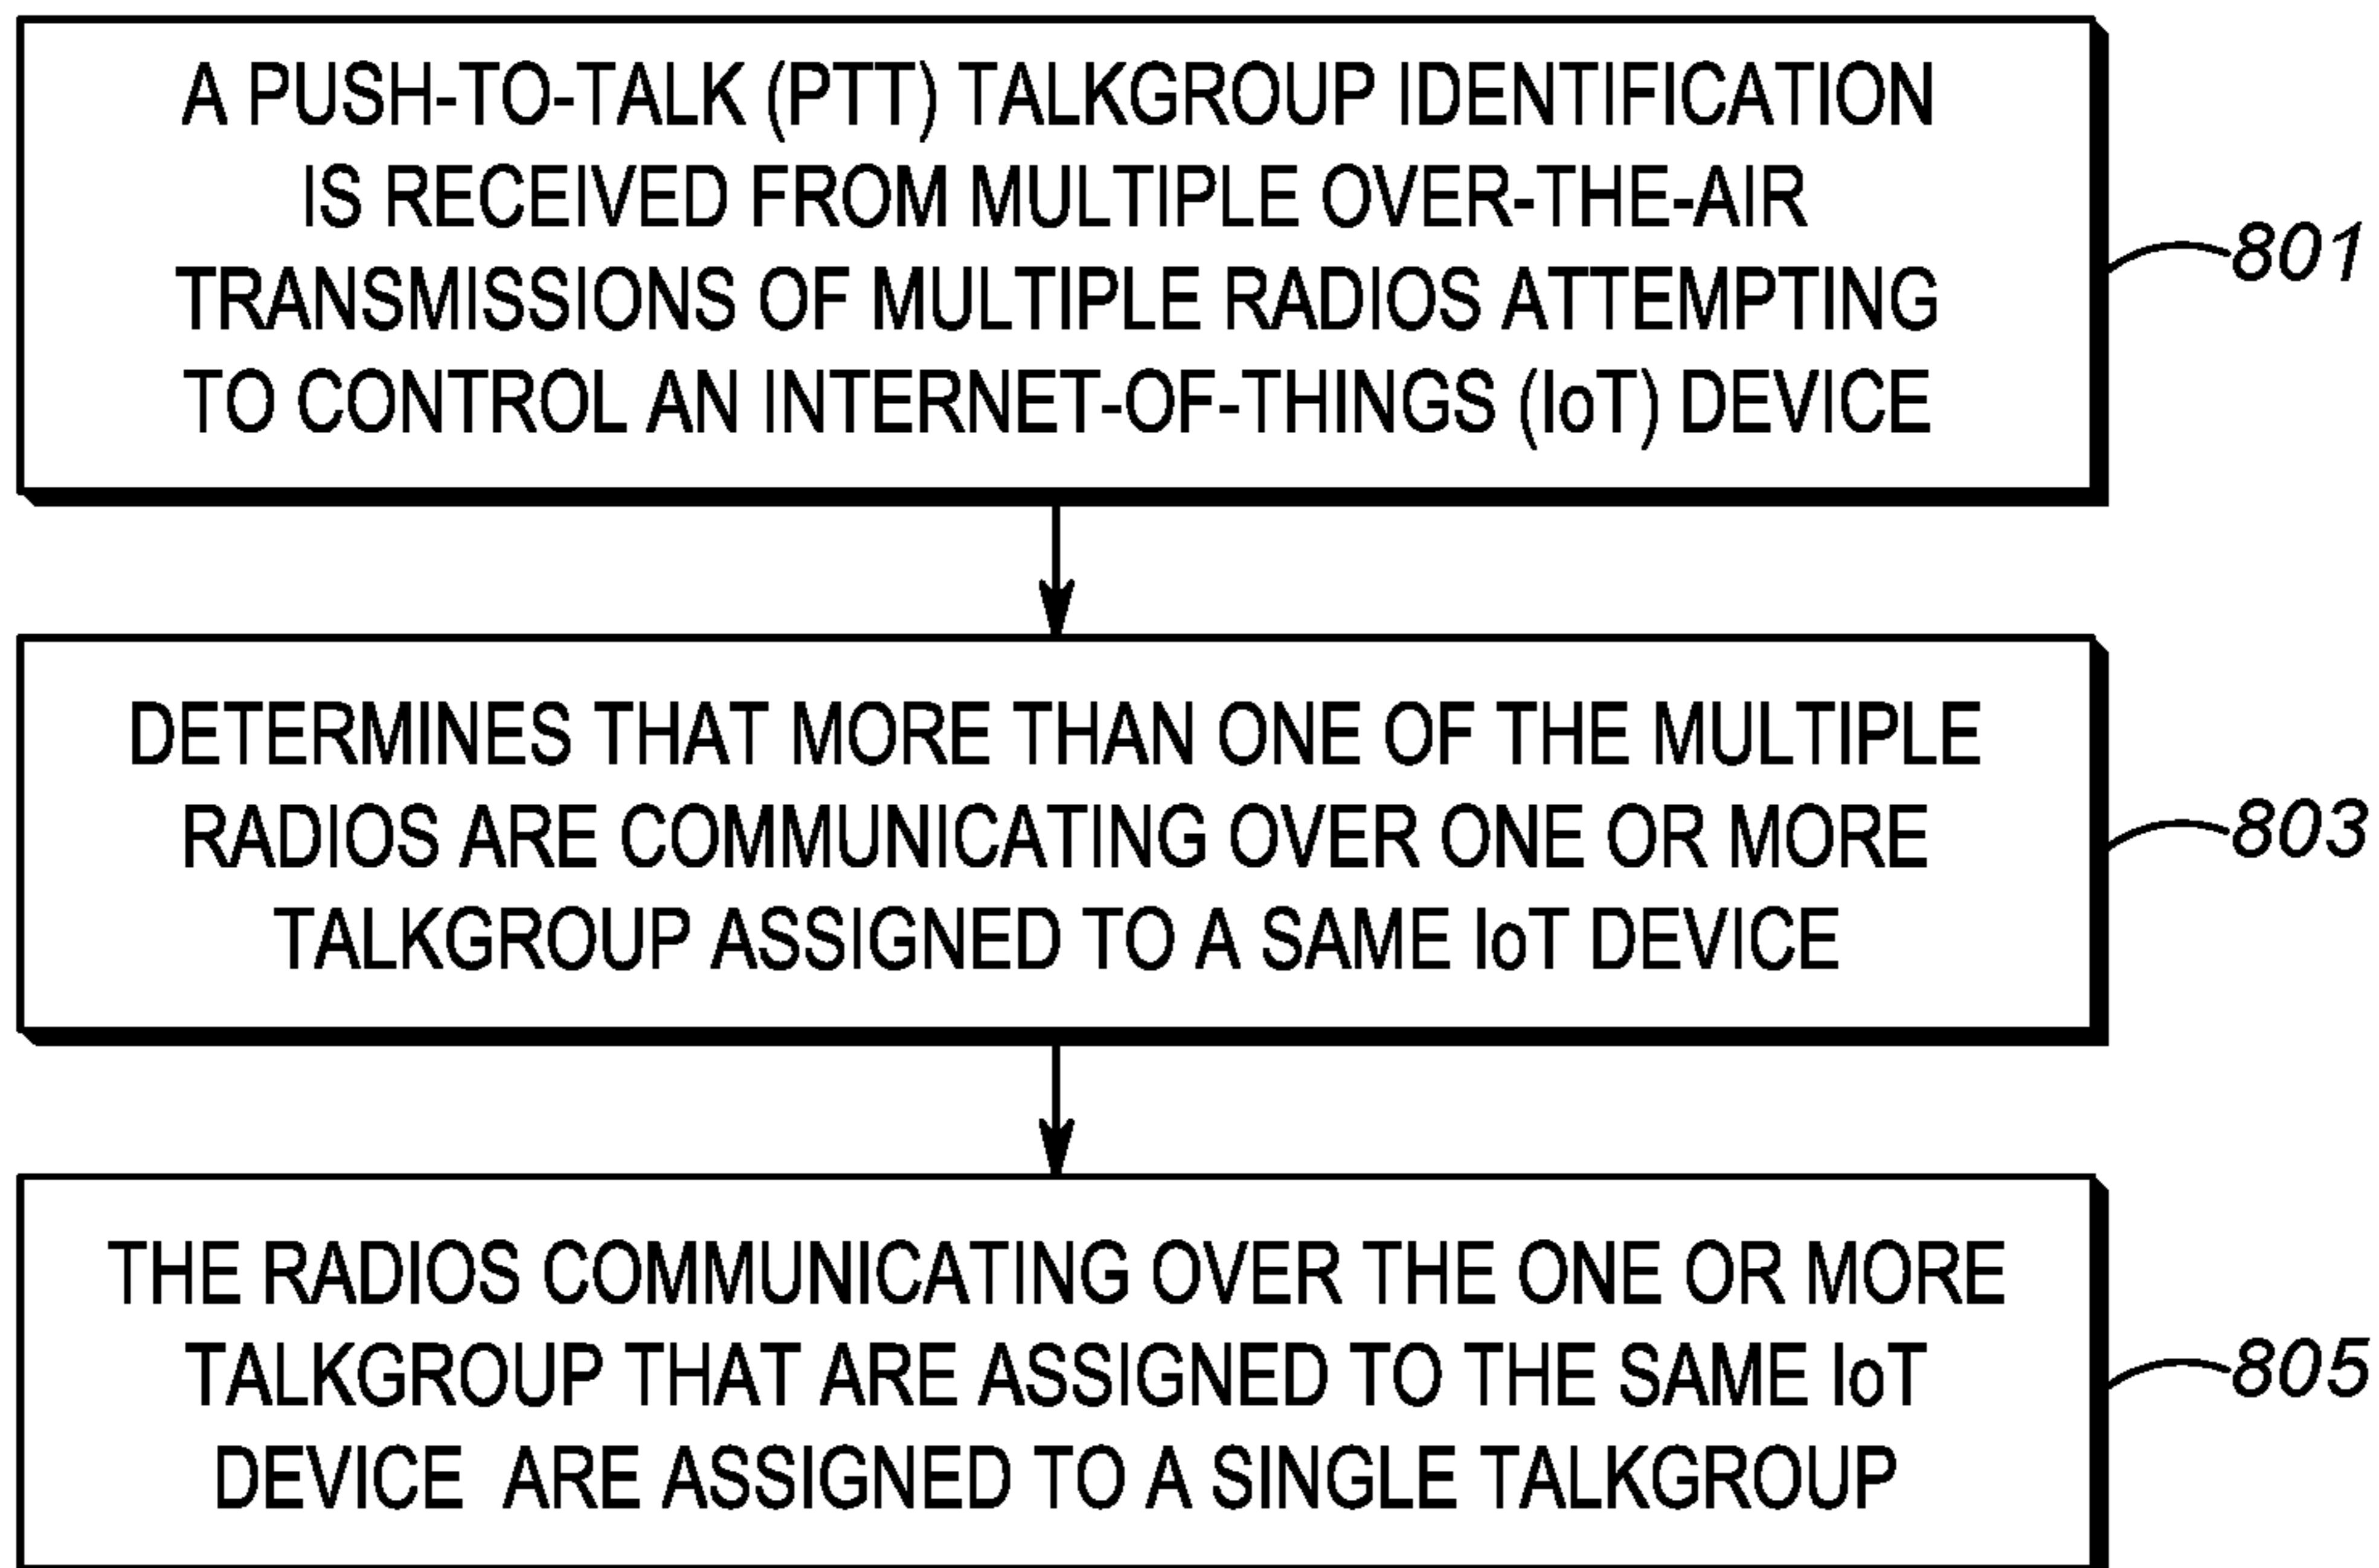 A PUSH-TO-TALK (PTT) TALKGROUP IDENTIFICATION
IS RECEIVED FROM MULTIPLE OVER-THE-AIR
TRANSMISSIONS OF MULTIPLE RADIOS ATTEMPTING
TO CONTROL AN INTERNET-OF-THINGS (IoT) DEVICE
801
DETERMINES THAT MORE THAN ONE OF THE MULTIPLE
RADIOS ARE COMMUNICATING OVER ONE OR MORE
TALKGROUP ASSIGNED TO A SAME IoT DEVICE
803
THE RADIOS COMMUNICATING OVER THE ONE OR MORE
TALKGROUP THAT ARE ASSIGNED TO THE SAME IoT
DEVICE ARE ASSIGNED TO A SINGLE TALKGROUP
805